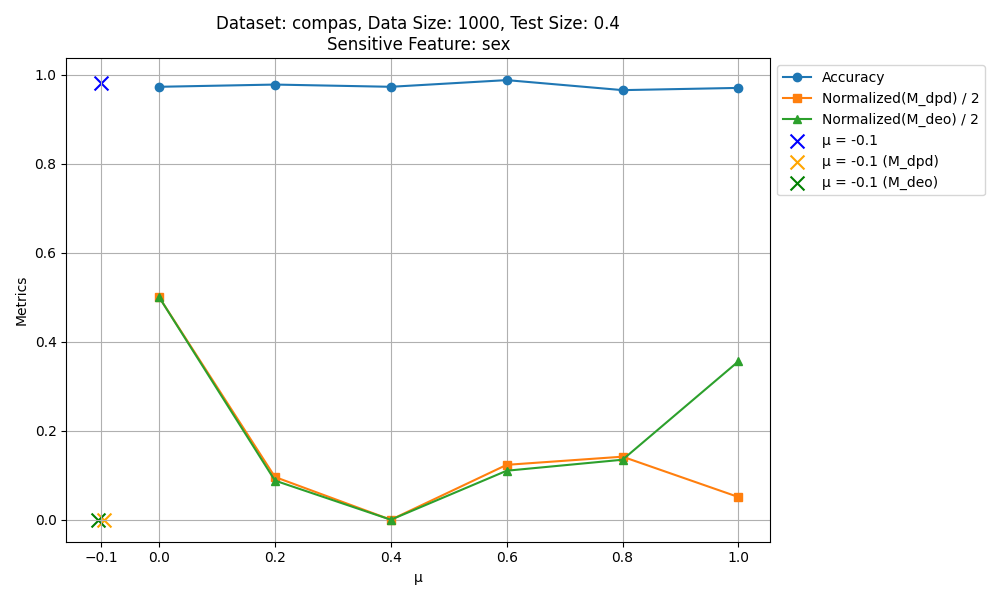 Dataset: compas, Data Size: 1000, Test Size: 0.4
Sensitive Feature: sex
1.0
0.8
0.6
0.4
0.2
0.0
Metrics
−0.1
0.0
0.2
0.4
0.6
0.8
1.0
μ
Accuracy
Normalized(M_dpd) / 2
Normalized(M_deo) / 2
μ = -0.1
μ = -0.1 (M_dpd)
μ = -0.1 (M_deo)